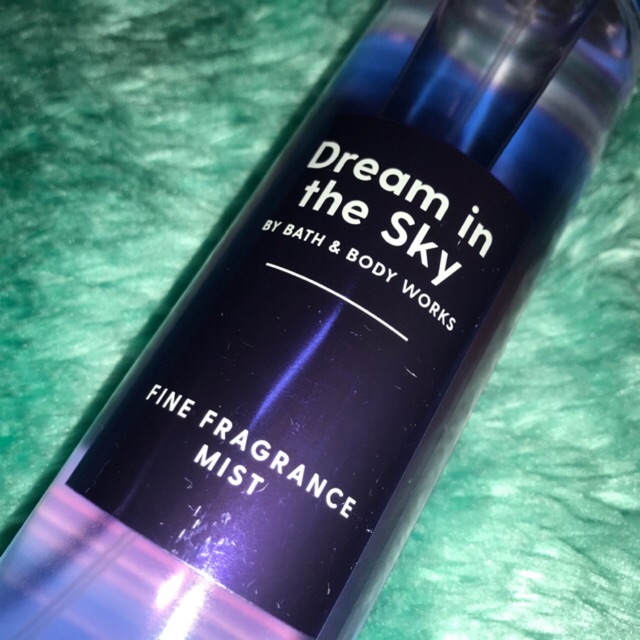 Dream in
the Sky
BY BATH & BODY WORKS
FINE FRAGRANCE
MIST